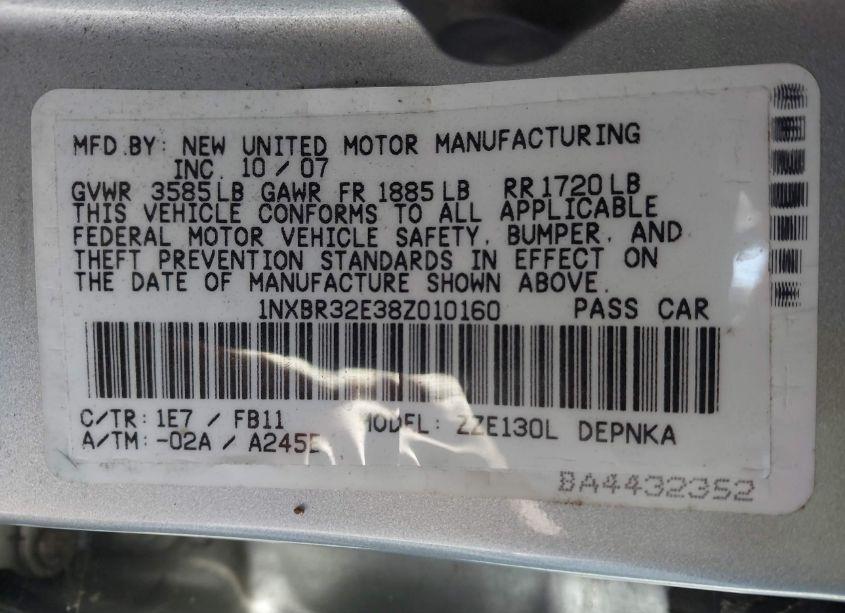 MFD.BY: NEW UNITED MOTOR MANUFACTURING
INC. 10/07
GVWR 3585LB GAWR FR 1885LB RR 1720LB
THIS VEHICLE CONFORMS TO ALL APPLICABLE
FEDERAL MOTOR VEHICLE SAFETY, BUMPER, AND
THEFT PREVENTION STANDARDS IN EFFECT ON
THE DATE OF MANUFACTURE SHOWN ABOVE.
1NXBR32E38Z010160 PASS CAR
C/TR: 1E7 / FB11 MODEL: ZZE130L DEPNKA
A/TM: -02A / A245E
BA4432352